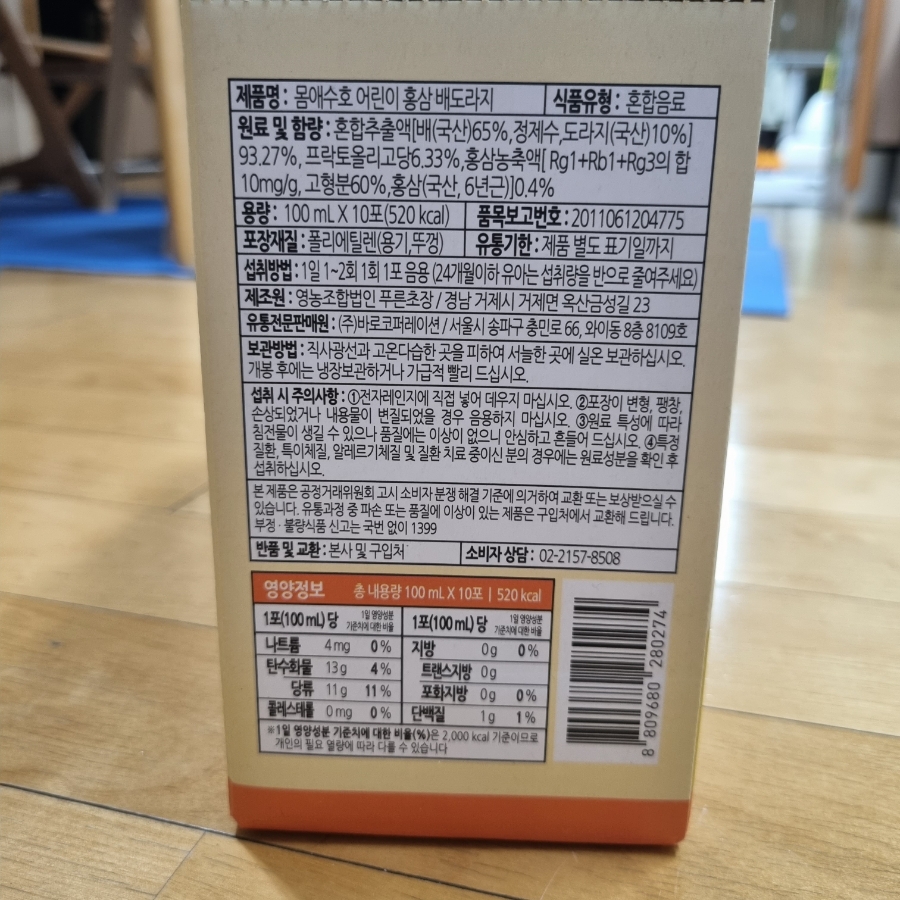 제품명 : 몸애수호 어린이 홍삼 배도라지 식품유형 : 혼합음료
원료 및 함량 : 혼합추출액[배(국산)65%, 정제수, 도라지(국산)10%]
93.27%, 프락토올리고당6.33%, 홍삼농축액[ Rg1+Rb1+Rg3의 합
10mg/g, 고형분60%, 홍삼(국산, 6년근)]0.4%
용량 : 100 mL X 10포(520 kcal) 품목보고번호 : 2011061204775
포장재질 : 폴리에틸렌(용기,뚜껑) 유통기한 : 제품 별도 표기일까지
섭취방법 : 1일 1~2회 1회 1포 음용 (24개월이하 유아는 섭취량을 반으로 줄여주세요)
제조원 : 영농조합법인 푸른초장 / 경남 거제시 거제면 옥산금성길 23
유통전문판매원 : (주)바로코퍼레이션 / 서울시 송파구 충민로 66, 와이동 8층 8109호
보관방법 : 직사광선과 고온다습한 곳을 피하여 서늘한 곳에 실온 보관하십시오.
개봉 후에는 냉장보관하거나 가급적 빨리 드십시오.
섭취 시 주의사항 : ①전자레인지에 직접 넣어 데우지 마십시오. ②포장이 변형, 팽창,
손상되었거나 내용물이 변질되었을 경우 음용하지 마십시오. ③원료 특성에 따라
침전물이 생길 수 있으나 품질에는 이상이 없으니 안심하고 흔들어 드십시오. ④특정
질환, 특이체질, 알레르기체질 및 질환 치료 중이신 분의 경우에는 원료성분을 확인 후
섭취하십시오.
본 제품은 공정거래위원회 고시 소비자 분쟁 해결 기준에 의거하여 교환 또는 보상받으실 수
있습니다. 유통과정 중 파손 또는 품질에 이상이 있는 제품은 구입처에서 교환해 드립니다.
부정 · 불량식품 신고는 국번 없이 1399
반품 및 교환 : 본사 및 구입처 소비자 상담 : 02-2157-8508
영양정보 총 내용량 100 mL X 10포 | 520 kcal
1포(100 mL) 당 1일 영양성분 기준치에 대한 비율 1포(100 mL) 당 1일 영양성분 기준치에 대한 비율
나트륨 4 mg 0 % 지방 0 g 0 %
탄수화물 13 g 4 % 트랜스지방 0 g
당류 11 g 11 % 포화지방 0 g 0 %
콜레스테롤 0 mg 0 % 단백질 1 g 1 %
※1일 영양성분 기준치에 대한 비율(%)은 2,000 kcal 기준이므로
개인의 필요 열량에 따라 다를 수 있습니다
8 809680 280274